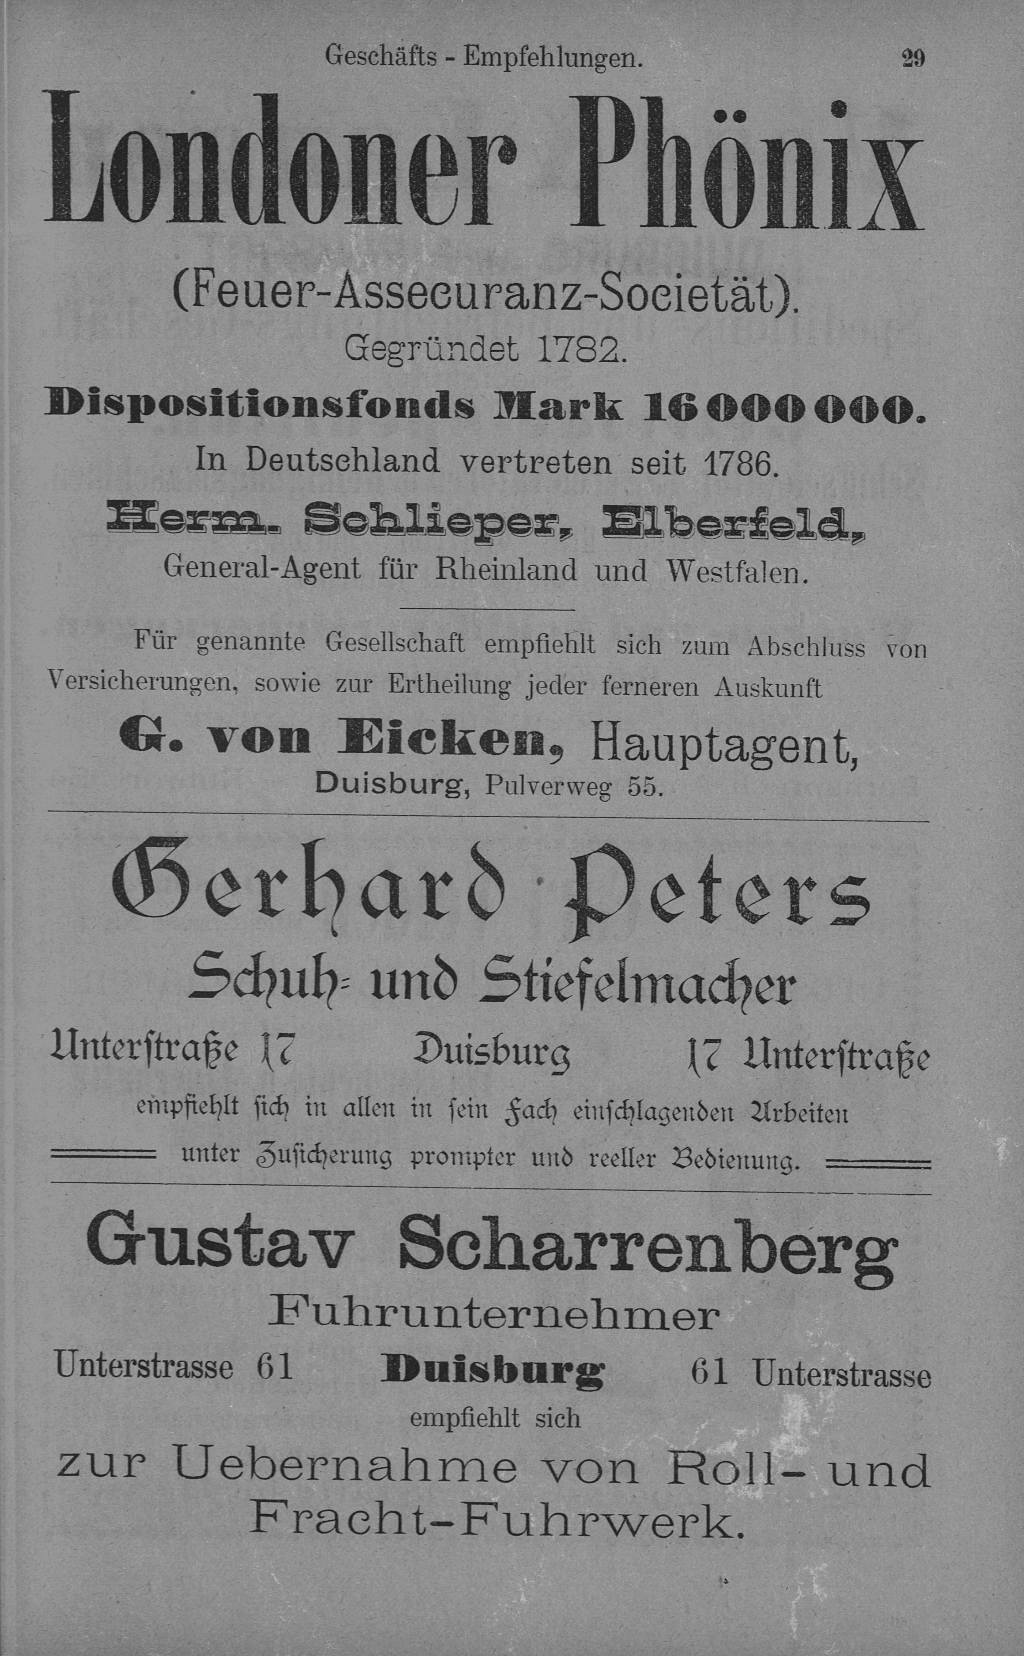 Geschäfts - Empfehlungen. 29
Londoner Phönix
(Feuer-Assecuranz-Societät).
Gegründet 1782.
Dispositionsfonds Mark 16 000 000.
In Deutschland vertreten seit 1786.
Herm. Schlieper, Elberfeld,
General-Agent für Rheinland und Westfalen.
Für genannte Gesellschaft empfiehlt sich zum Abschluss von
Versicherungen, sowie zur Ertheilung jeder ferneren Auskunft
G. von Eicken, Hauptagent,
Duisburg, Pulverweg 55.
Gerhard Peters
Schuh- und Stiefelmacher
Unterſtraße 17 Duisburg 17 Unterſtraße
empfiehlt ſich in allen in ſein Fach einſchlagenden Arbeiten
unter Zuſicherung prompter und reeller Bedienung.
Gustav Scharrenberg
Fuhrunternehmer
Unterstrasse 61 Duisburg 61 Unterstrasse
empfiehlt sich
zur Uebernahme von Roll- und
Fracht-Fuhrwerk.